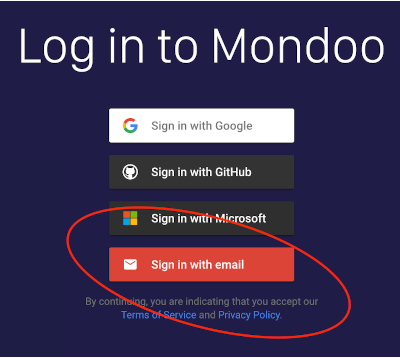 Log in to Mondoo
Sign in with Google
Sign in with GitHub
Sign in with Microsoft
Sign in with email
By continuing, you are indicating that you accept our
Terms of Service and Privacy Policy.